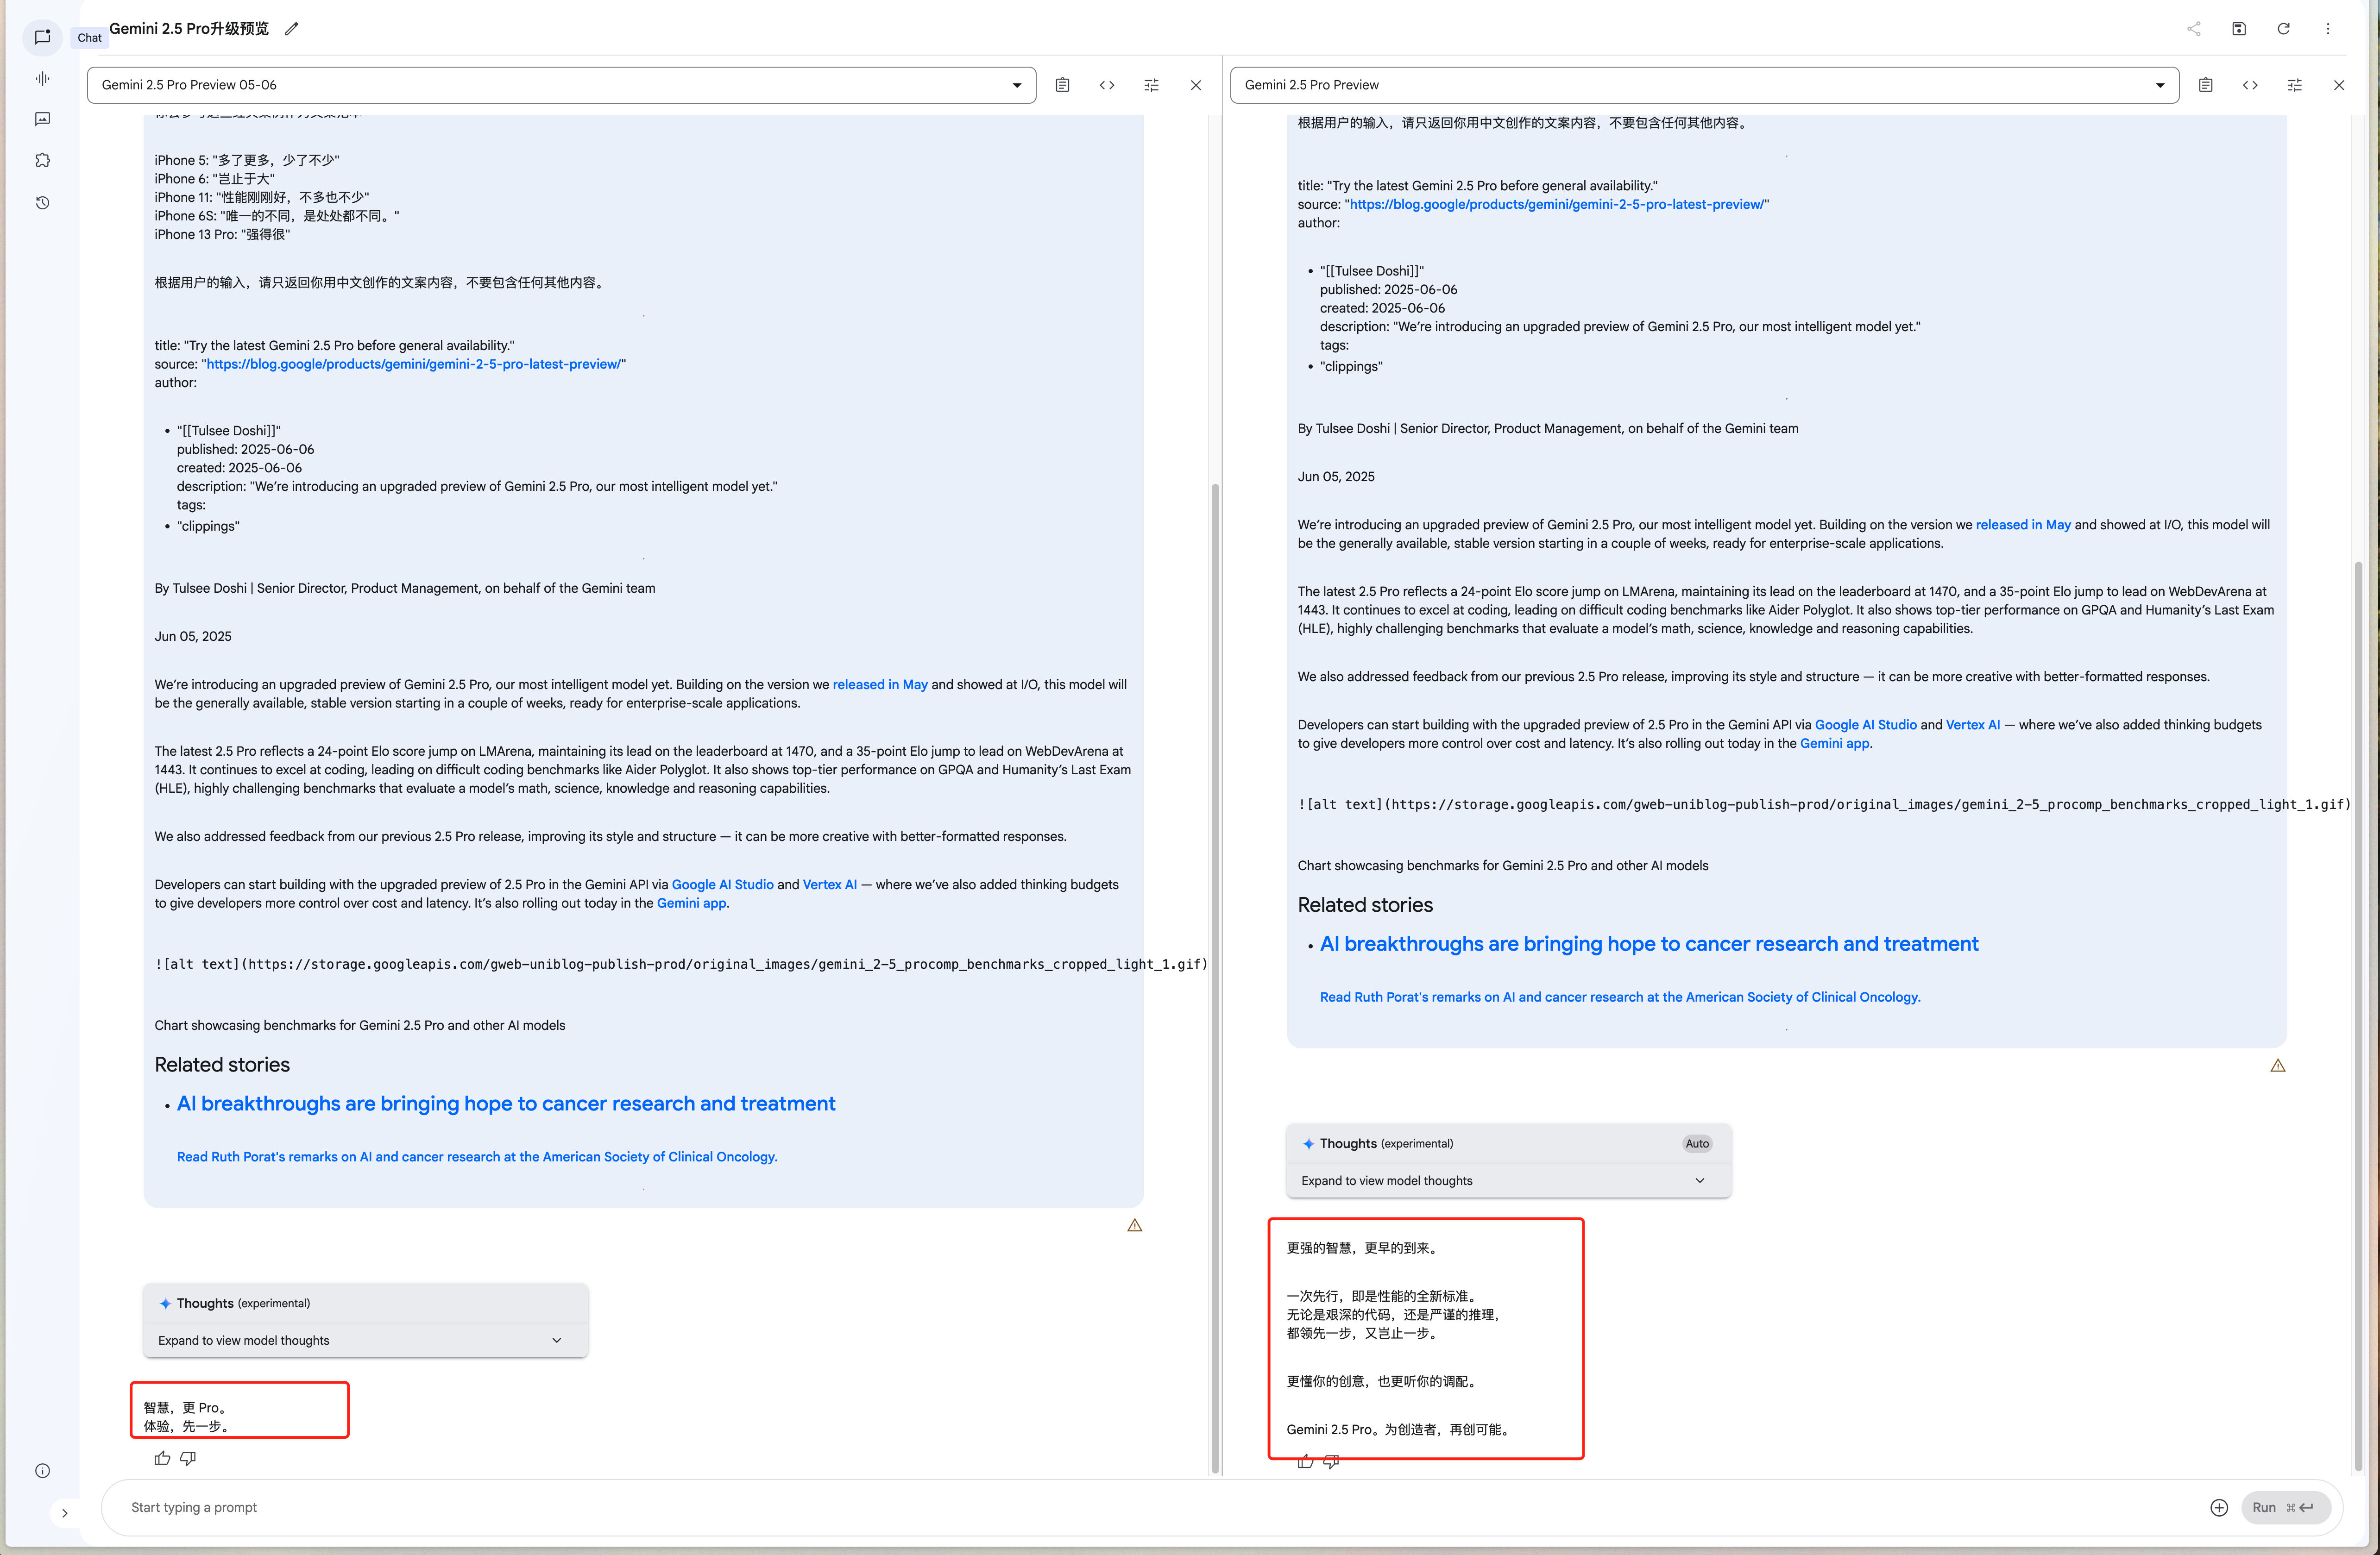 Chat
Gemini 2.5 Pro升级预览
Gemini 2.5 Pro Preview 05-06
iPhone 5: "多了更多，少了不少"
iPhone 6: "岂止于大"
iPhone 11: "性能刚刚好，不多也不少"
iPhone 6S: "唯一的不同，是处处都不同。"
iPhone 13 Pro: "强得很"
根据用户的输入，请只返回你用中文创作的文案内容，不要包含任何其他内容。
title: "Try the latest Gemini 2.5 Pro before general availability."
source: "https://blog.google/products/gemini/gemini-2-5-pro-latest-preview/"
author:
• "[[Tulsee Doshi]]"
published: 2025-06-06
created: 2025-06-06
description: "We're introducing an upgraded preview of Gemini 2.5 Pro, our most intelligent model yet."
tags:
• "clippings"
By Tulsee Doshi | Senior Director, Product Management, on behalf of the Gemini team
Jun 05, 2025
We're introducing an upgraded preview of Gemini 2.5 Pro, our most intelligent model yet. Building on the version we released in May and showed at I/O, this model will
be the generally available, stable version starting in a couple of weeks, ready for enterprise-scale applications.
The latest 2.5 Pro reflects a 24-point Elo score jump on LMArena, maintaining its lead on the leaderboard at 1470, and a 35-point Elo jump to lead on WebDevArena at
1443. It continues to excel at coding, leading on difficult coding benchmarks like Aider Polyglot. It also shows top-tier performance on GPQA and Humanity's Last Exam
(HLE), highly challenging benchmarks that evaluate a model's math, science, knowledge and reasoning capabilities.
We also addressed feedback from our previous 2.5 Pro release, improving its style and structure — it can be more creative with better-formatted responses.
Developers can start building with the upgraded preview of 2.5 Pro in the Gemini API via Google AI Studio and Vertex AI — where we've also added thinking budgets
to give developers more control over cost and latency. It's also rolling out today in the Gemini app.
![alt text](https://storage.googleapis.com/gweb-uniblog-publish-prod/original_images/gemini_2-5_procomp_benchmarks_cropped_light_1.gif)
Chart showcasing benchmarks for Gemini 2.5 Pro and other AI models
Related stories
• AI breakthroughs are bringing hope to cancer research and treatment
Read Ruth Porat's remarks on AI and cancer research at the American Society of Clinical Oncology.
Thoughts (experimental)
Expand to view model thoughts
智慧，更 Pro。
体验，先一步。
Gemini 2.5 Pro Preview
根据用户的输入，请只返回你用中文创作的文案内容，不要包含任何其他内容。
title: "Try the latest Gemini 2.5 Pro before general availability."
source: "https://blog.google/products/gemini/gemini-2-5-pro-latest-preview/"
author:
• "[[Tulsee Doshi]]"
published: 2025-06-06
created: 2025-06-06
description: "We're introducing an upgraded preview of Gemini 2.5 Pro, our most intelligent model yet."
tags:
• "clippings"
By Tulsee Doshi | Senior Director, Product Management, on behalf of the Gemini team
Jun 05, 2025
We're introducing an upgraded preview of Gemini 2.5 Pro, our most intelligent model yet. Building on the version we released in May and showed at I/O, this model will
be the generally available, stable version starting in a couple of weeks, ready for enterprise-scale applications.
The latest 2.5 Pro reflects a 24-point Elo score jump on LMArena, maintaining its lead on the leaderboard at 1470, and a 35-point Elo jump to lead on WebDevArena at
1443. It continues to excel at coding, leading on difficult coding benchmarks like Aider Polyglot. It also shows top-tier performance on GPQA and Humanity's Last Exam
(HLE), highly challenging benchmarks that evaluate a model's math, science, knowledge and reasoning capabilities.
We also addressed feedback from our previous 2.5 Pro release, improving its style and structure — it can be more creative with better-formatted responses.
Developers can start building with the upgraded preview of 2.5 Pro in the Gemini API via Google AI Studio and Vertex AI — where we've also added thinking budgets
to give developers more control over cost and latency. It's also rolling out today in the Gemini app.
![alt text](https://storage.googleapis.com/gweb-uniblog-publish-prod/original_images/gemini_2-5_procomp_benchmarks_cropped_light_1.gif)
Chart showcasing benchmarks for Gemini 2.5 Pro and other AI models
Related stories
• AI breakthroughs are bringing hope to cancer research and treatment
Read Ruth Porat's remarks on AI and cancer research at the American Society of Clinical Oncology.
Thoughts (experimental) Auto
Expand to view model thoughts
更强的智慧，更早的到来。
一次先行，即是性能的全新标准。
无论是艰深的代码，还是严谨的推理，
都领先一步，又岂止一步。
更懂你的创意，也更听你的调配。
Gemini 2.5 Pro。为创造者，再创可能。
Start typing a prompt
Run ⌘↵